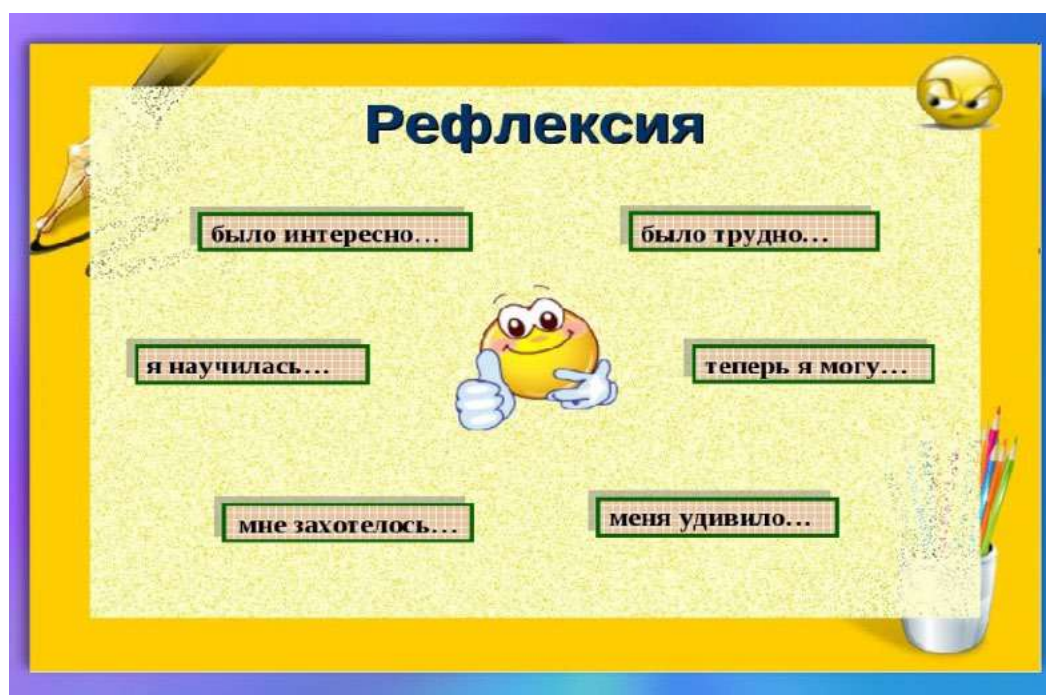 Рефлексия
было интересно…
было трудно…
я научилась…
теперь я могу…
мне захотелось…
меня удивило…